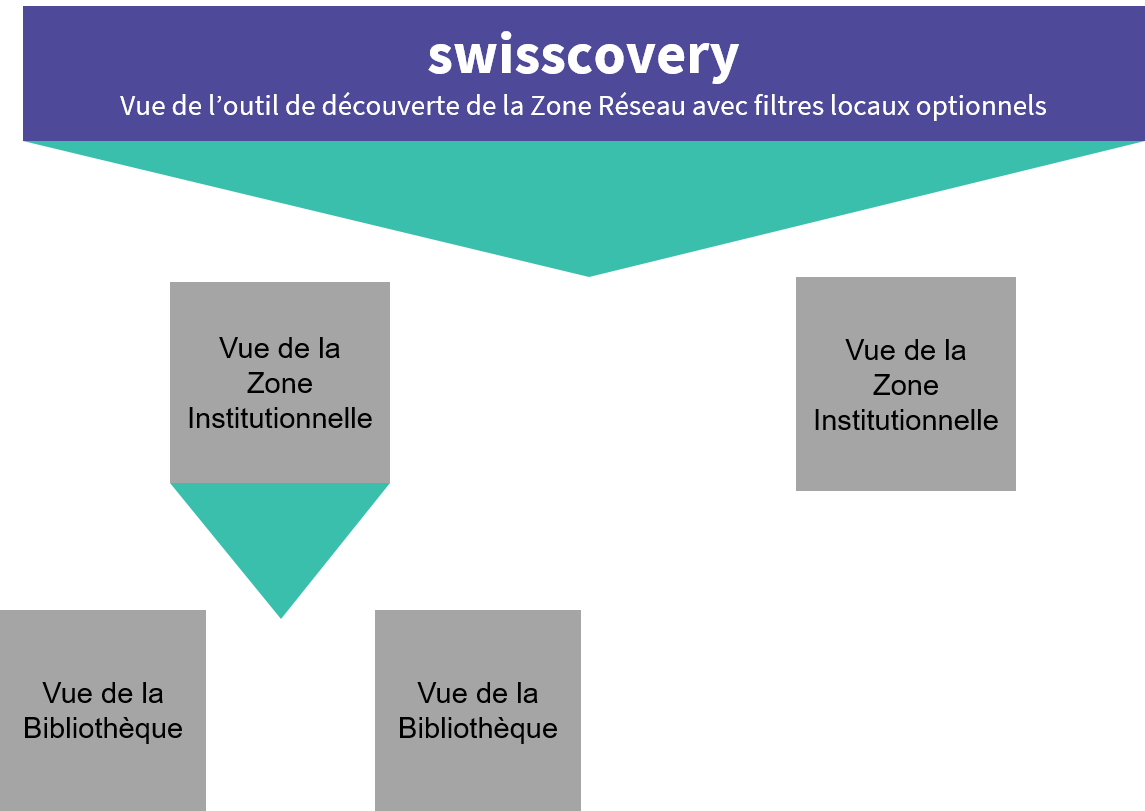 swisscovery
Vue de l’outil de découverte de la Zone Réseau avec filtres locaux optionnels
Vue de la
Zone
Institutionnelle
Vue de la
Zone
Institutionnelle
Vue de la
Bibliothèque
Vue de la
Bibliothèque